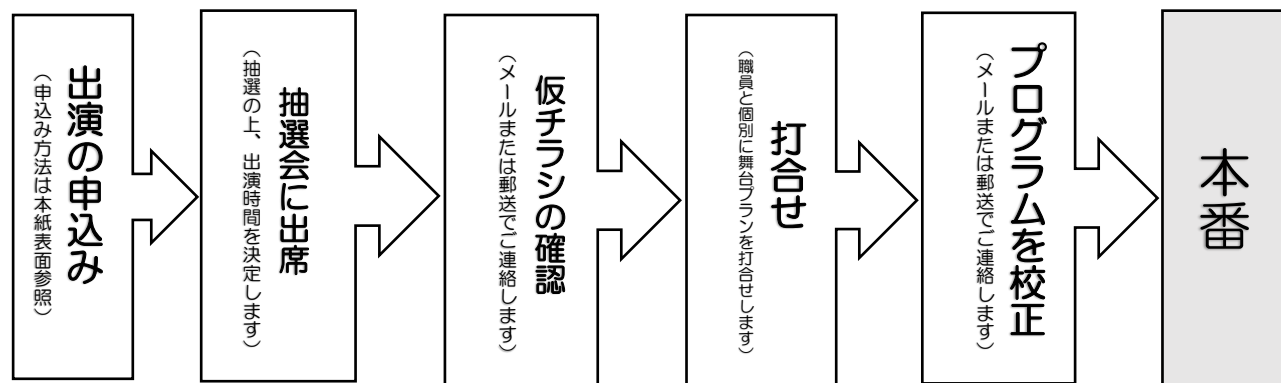 出演の申込み
（申込み方法は本紙表面参照）
抽選会に出席
（抽選の上、出演時間を決定します）
仮チラシの確認
（メールまたは郵送でご連絡します）
打合せ
（職員と個別に舞台プランを打合せします）
プログラムを校正
（メールまたは郵送でご連絡します）
本番